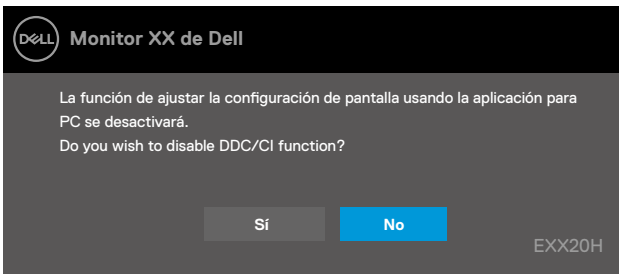 DELL
Monitor XX de Dell
La función de ajustar la configuración de pantalla usando la aplicación para
PC se desactivará.
Do you wish to disable DDC/CI function?
Sí
No
EXX20H